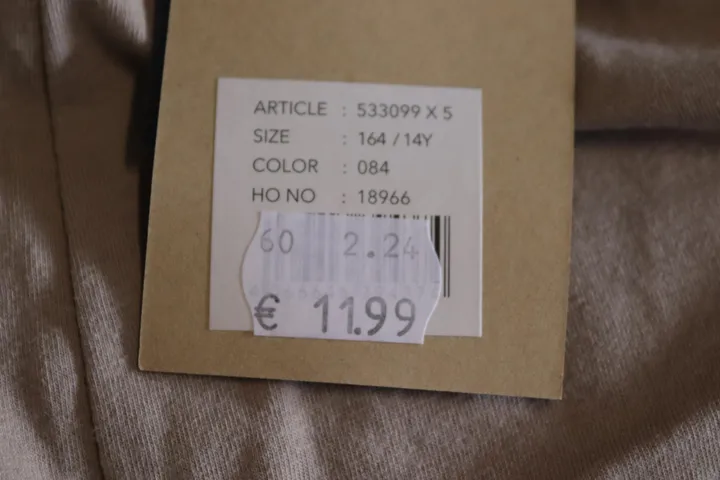 ARTICLE : 533099 X 5
SIZE : 164 / 14Y
COLOR : 084
HO NO : 18966
60 2.24
€ 11.99